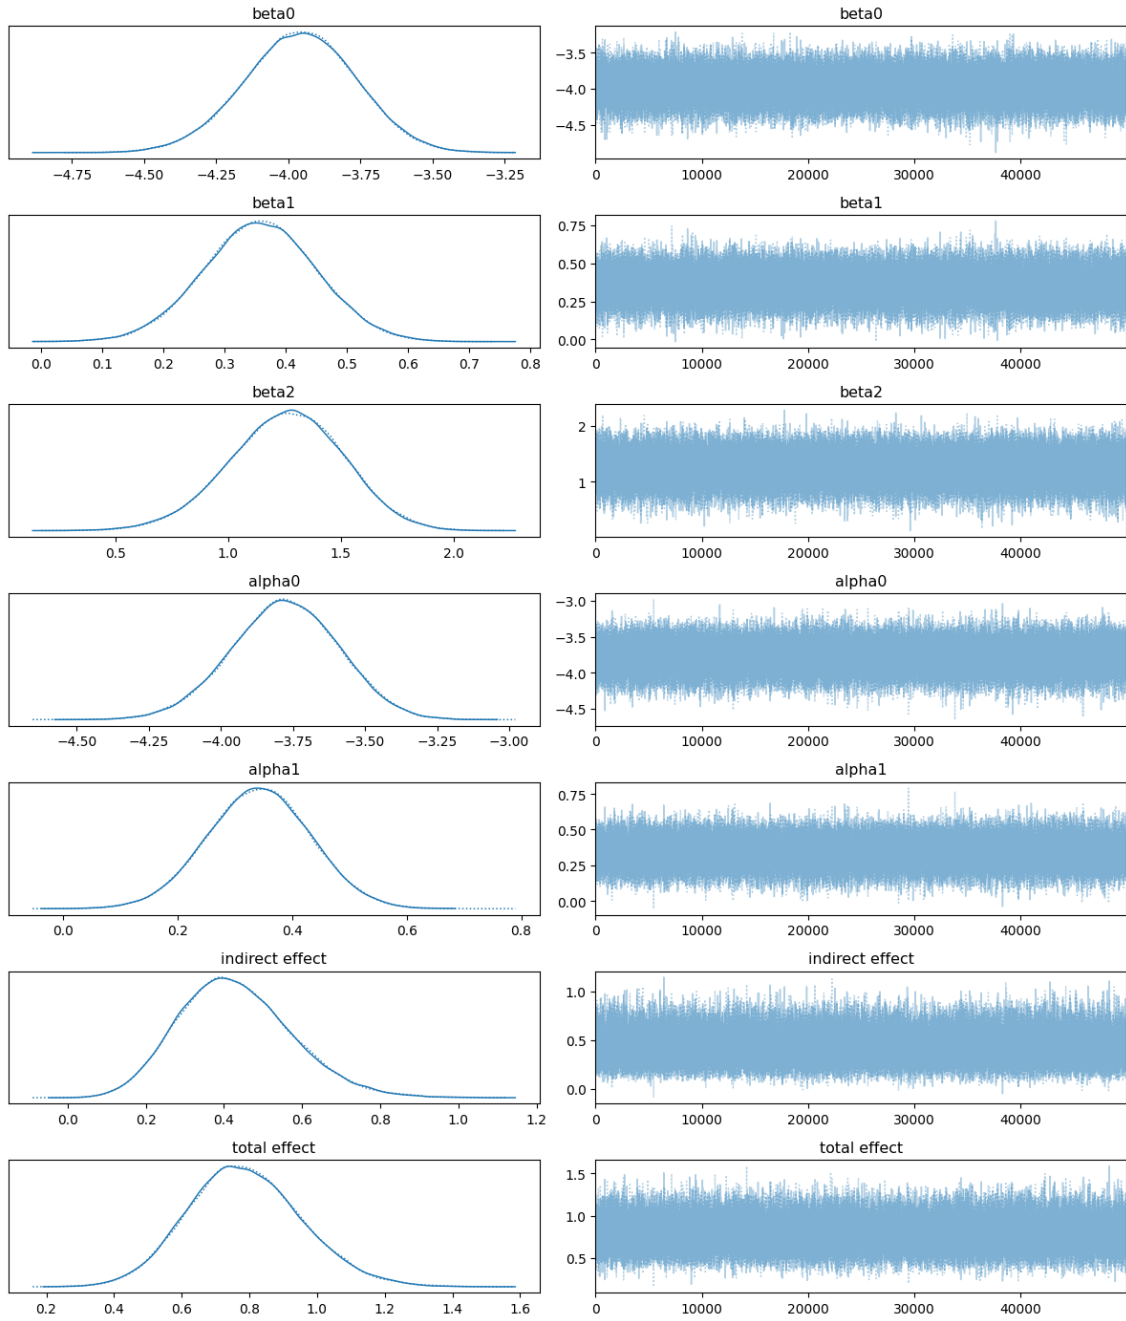 beta0 beta0
−3.5
−4.0
−4.5
−4.75 −4.50 −4.25 −4.00 −3.75 −3.50 −3.25 0 10000 20000 30000 40000
beta1 beta1
0.75
0.50
0.25
0.00
0.0 0.1 0.2 0.3 0.4 0.5 0.6 0.7 0.8 0 10000 20000 30000 40000
beta2 beta2
2
1
0.5 1.0 1.5 2.0 0 10000 20000 30000 40000
alpha0 alpha0
−3.0
−3.5
−4.0
−4.5
−4.50 −4.25 −4.00 −3.75 −3.50 −3.25 −3.00 0 10000 20000 30000 40000
alpha1 alpha1
0.75
0.50
0.25
0.00
0.0 0.2 0.4 0.6 0.8 0 10000 20000 30000 40000
indirect effect indirect effect
1.0
0.5
0.0
0.0 0.2 0.4 0.6 0.8 1.0 1.2 0 10000 20000 30000 40000
total effect total effect
1.5
1.0
0.5
0.2 0.4 0.6 0.8 1.0 1.2 1.4 1.6 0 10000 20000 30000 40000